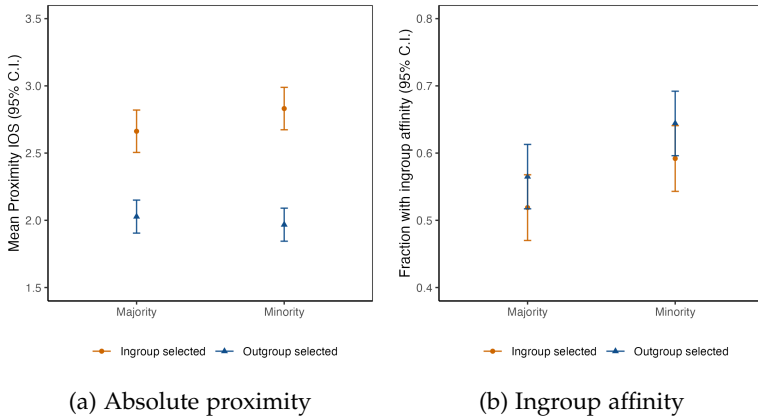 Mean Proximity IOS (95% C.I.)
3.5
3.0
2.5
2.0
1.5
Majority
Minority
Ingroup selected
Outgroup selected
(a) Absolute proximity
Fraction with ingroup affinity (95% C.I.)
0.8
0.7
0.6
0.5
0.4
Majority
Minority
Ingroup selected
Outgroup selected
(b) Ingroup affinity